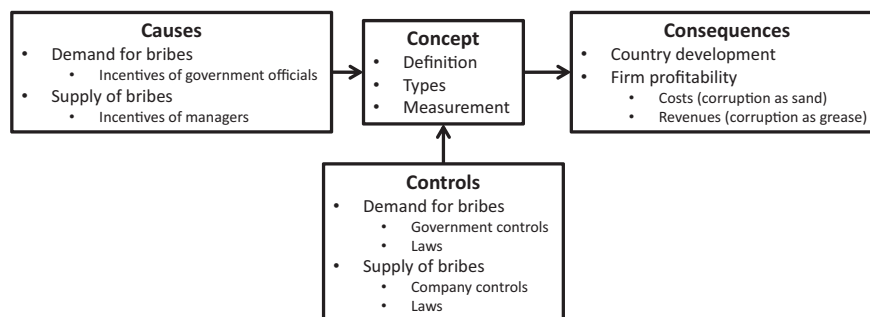 Causes
• Demand for bribes
• Incentives of government officials
• Supply of bribes
• Incentives of managers
Concept
• Definition
• Types
• Measurement
Consequences
• Country development
• Firm profitability
• Costs (corruption as sand)
• Revenues (corruption as grease)
Controls
• Demand for bribes
• Government controls
• Laws
• Supply of bribes
• Company controls
• Laws